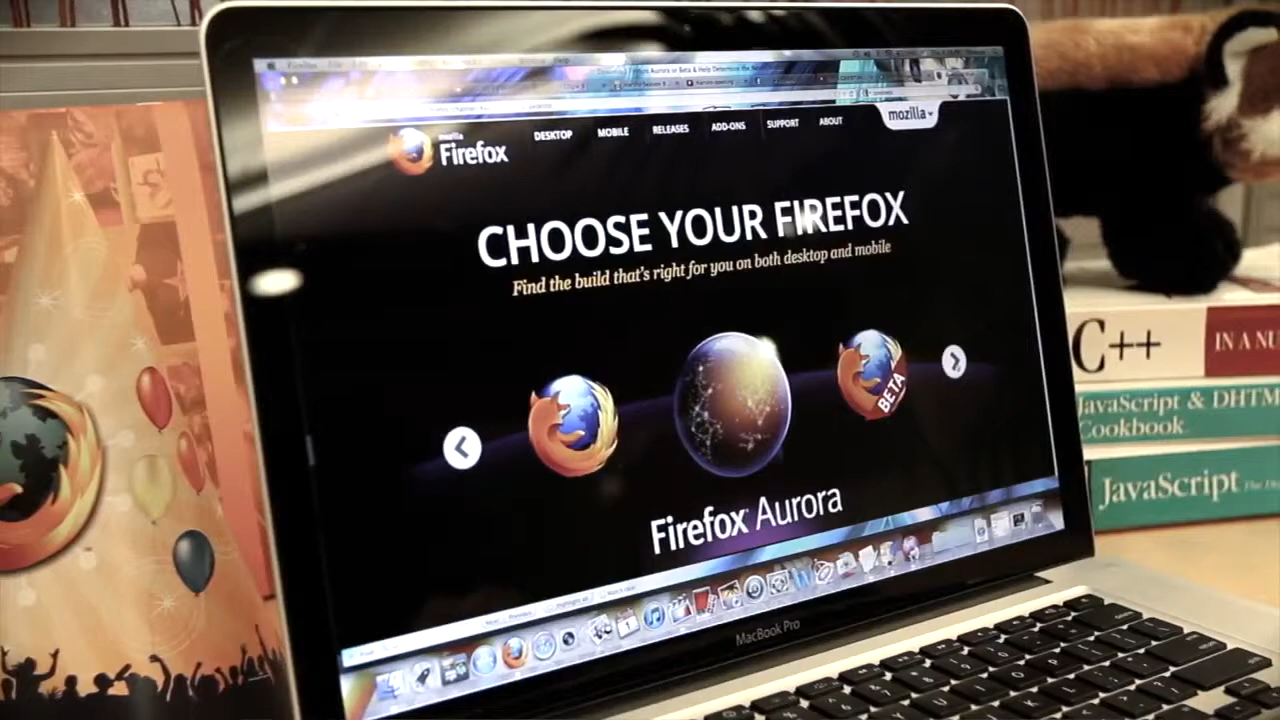 mozilla
Firefox
DESKTOP MOBILE RELEASES ADD-ONS SUPPORT ABOUT
mozilla
CHOOSE YOUR FIREFOX
Find the build that's right for you on both desktop and mobile
BETA
Firefox Aurora
MacBook Pro
C++ IN A NU
JavaScript & DHTM
Cookbook
JavaScript